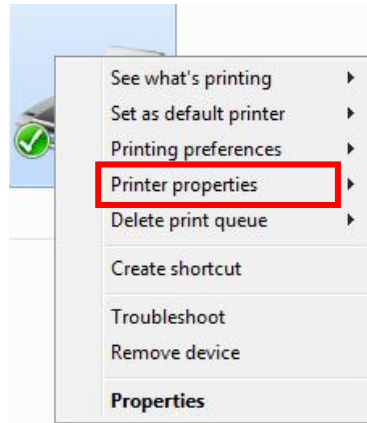 See what's printing
Set as default printer
Printing preferences
Printer properties
Delete print queue
Create shortcut
Troubleshoot
Remove device
Properties